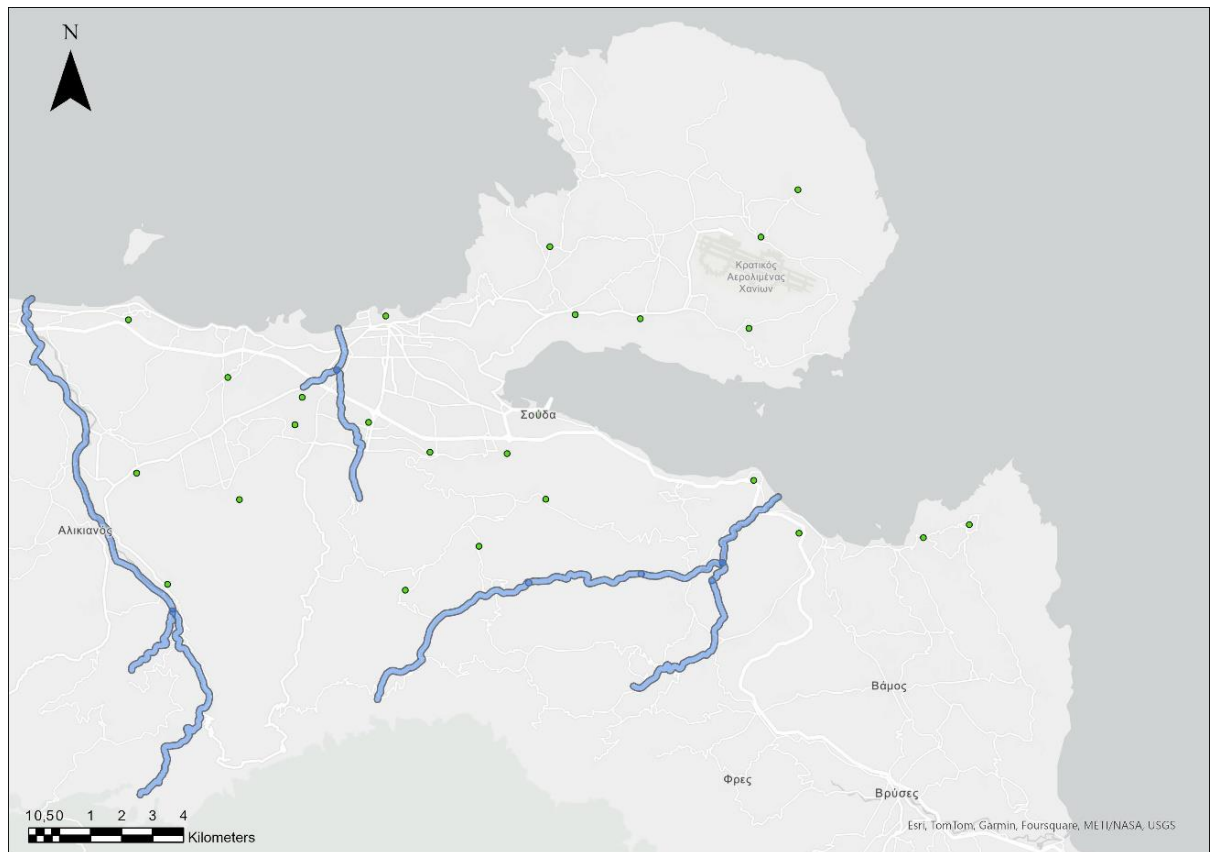 N
Κρατικός
Αερολιμένας
Χανίων
Σούδα
Αλικιανός
Βάμος
Φρες
Βρύσες
10,50 1 2 3 4
Kilometers
Esri, TomTom, Garmin, Foursquare, METI/NASA, USGS